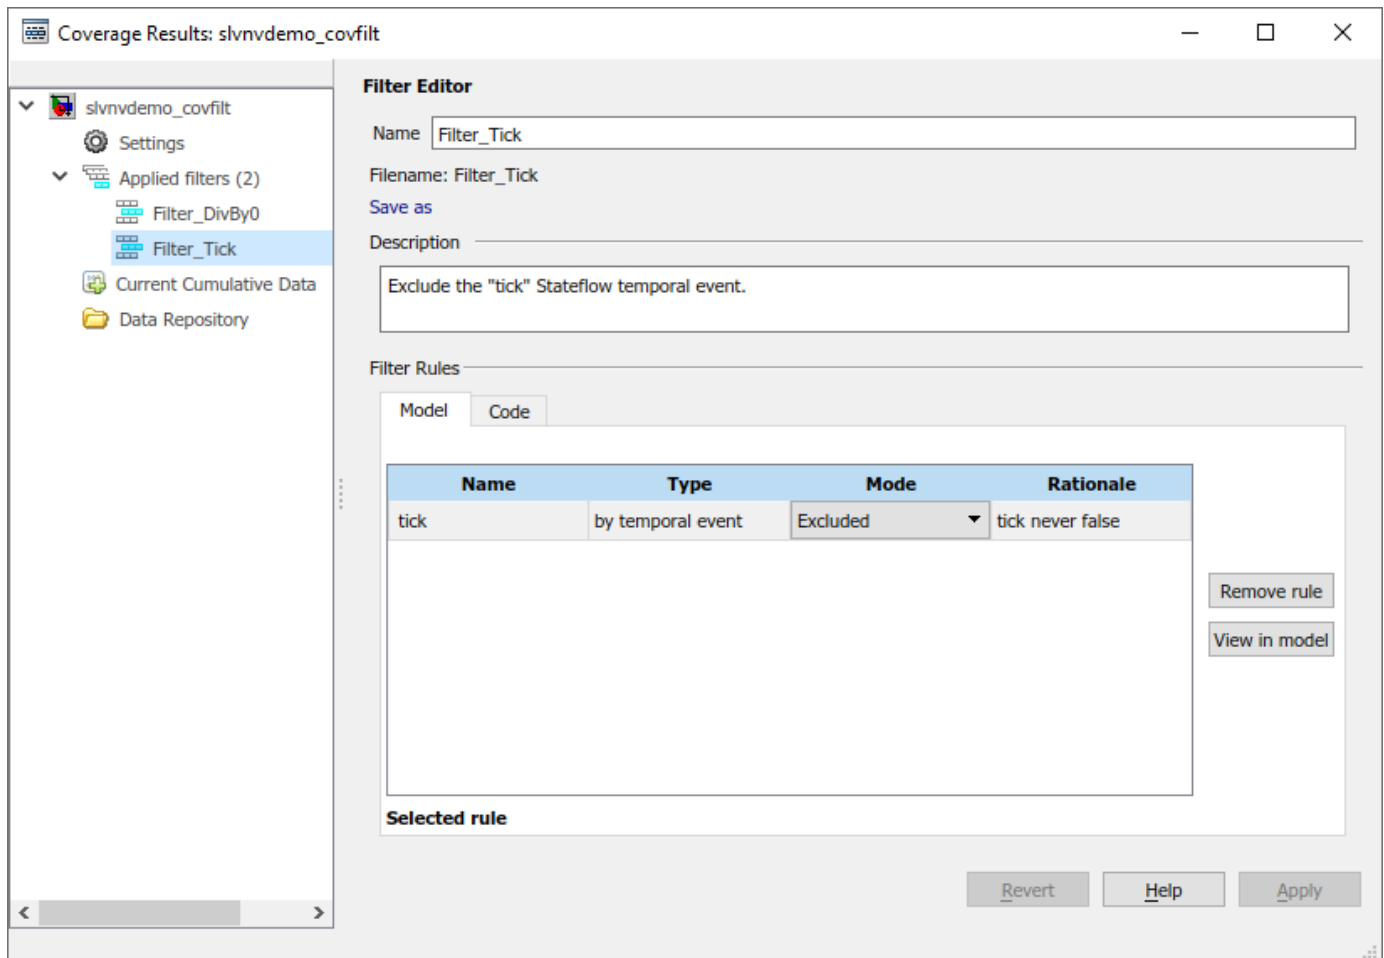 Coverage Results: slvnvdemo_covfilt
slvnvdemo_covfilt
Settings
Applied filters (2)
Filter_DivBy0
Filter_Tick
Current Cumulative Data
Data Repository
Filter Editor
Name Filter_Tick
Filename: Filter_Tick
Save as
Description
Exclude the "tick" Stateflow temporal event.
Filter Rules
Model Code
Name Type Mode Rationale
tick by temporal event Excluded tick never false
Remove rule
View in model
Selected rule
Revert Help Apply